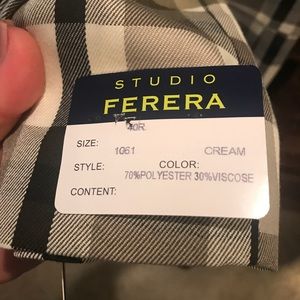 STUDIO
FERERA
40R
SIZE:
1061 CREAM
STYLE: COLOR:
70%POLYESTER 30%VISCOSE
CONTENT: